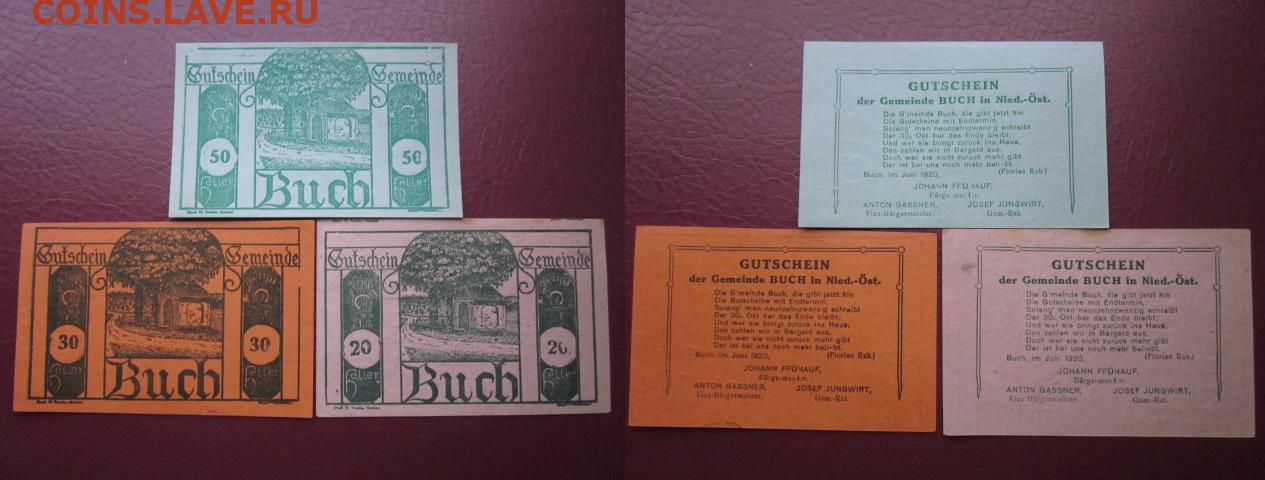 COINS.LAVE.RU
Gutschein Gemeinde
50 50
Heller Heller
Buch
Gutschein Gemeinde
30 30
Heller Heller
Buch
Gutschein Gemeinde
20 20.
Heller Heller
Buch
GUTSCHEIN
der Gemeinde BUCH in Nied.-Öst.
Die G'meinde Buch, die gibt jetzt hin
Die Gutscheine mit Endtermin,
Solang' man neunzehnzwanzig schreibt
Der 30. Okt ber das Ende bleibt;
Und wer sie bringt zurück ins Haus,
Den zahlen wir in Bargeld aus,
Doch wer sie nicht zurück mehr gibt
Der ist bei uns noch mehr beli-bt.
Buch, im Juni 1920. (Florian Rab.)
JOHANN FFÜHAUF,
ANTON GASSNER, JOSEF JUNGWIRT,
Vize-Bürgermeister. Gem.-Rat.
GUTSCHEIN
der Gemeinde BUCH in Nied.-Öst.
Die G'meinde Buch, die gibt jetzt hin
Die Gutscheine mit Endtermin,
Solang' man neunzehnzwanzig schreibt
Der 30. Okt ber das Ende bleibt;
Und wer sie bringt zurück ins Haus,
Den zahlen wir in Bargeld aus,
Doch wer sie nicht zurück mehr gibt
Der ist bei uns noch mehr beliebt.
Buch, im Juni 1920. (Florian Rab.)
JOHANN FFÜHAUF,
ANTON GASSNER, JOSEF JUNGWIRT,
Vize-Bürgermeister. Gem.-Rat.
GUTSCHEIN
der Gemeinde BUCH in Nied.-Öst.
Die G'meinde Buch, die gibt jetzt hin
Die Gutscheine mit Endtermin,
Solang' man neunzehnzwanzig schreibt
Der 30. Oktober das Ende bleibt;
Und wer sie bringt zurück ins Haus,
Den zahlen wir in Bargeld aus,
Doch wer sie nicht zurück mehr gibt
Der ist bei uns noch mehr beliebt.
Buch, im Juni 1920. (Florian Rab.)
JOHANN FFÜHAUF,
ANTON GASSNER, JOSEF JUNGWIRT,
Vize-Bürgermeister. Gem.-Rat.